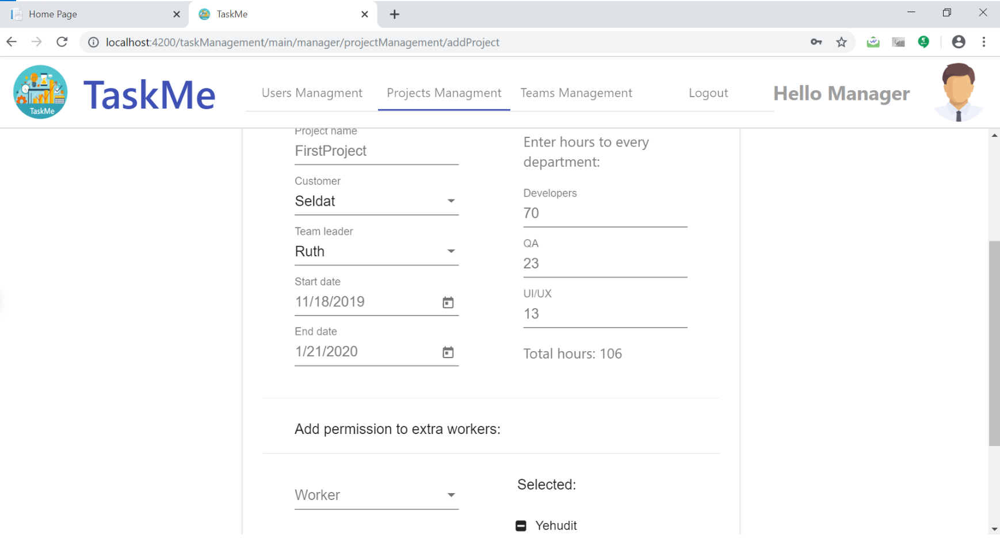 Home Page
TaskMe
localhost:4200/taskManagement/main/manager/projectManagement/addProject
TaskMe
TaskMe
Users Managment
Projects Managment
Teams Management
Logout
Hello Manager
Project name
FirstProject
Customer
Seldat
Team leader
Ruth
Start date
11/18/2019
End date
1/21/2020
Enter hours to every
department:
Developers
70
QA
23
UI/UX
13
Total hours: 106
Add permission to extra workers:
Worker
Selected:
Yehudit